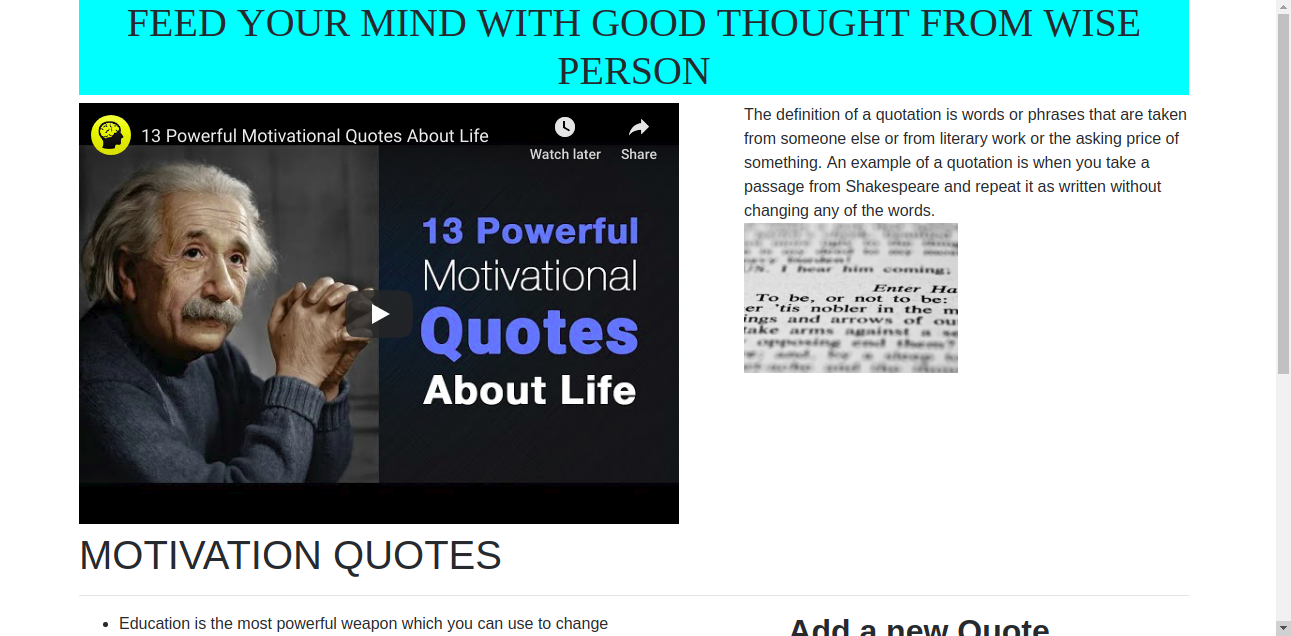 FEED YOUR MIND WITH GOOD THOUGHT FROM WISE
PERSON
13 Powerful Motivational Quotes About Life
Watch later
Share
13 Powerful
Motivational
Quotes
About Life
The definition of a quotation is words or phrases that are taken
from someone else or from literary work or the asking price of
something. An example of a quotation is when you take a
passage from Shakespeare and repeat it as written without
changing any of the words.
I hear him coming;
Enter Ha
To be, or not to be:
er 'tis nobler in the m
ings and arrows of ou
take arms against a se
opposing end them?
MOTIVATION QUOTES
Education is the most powerful weapon which you can use to change
Add a new Quote